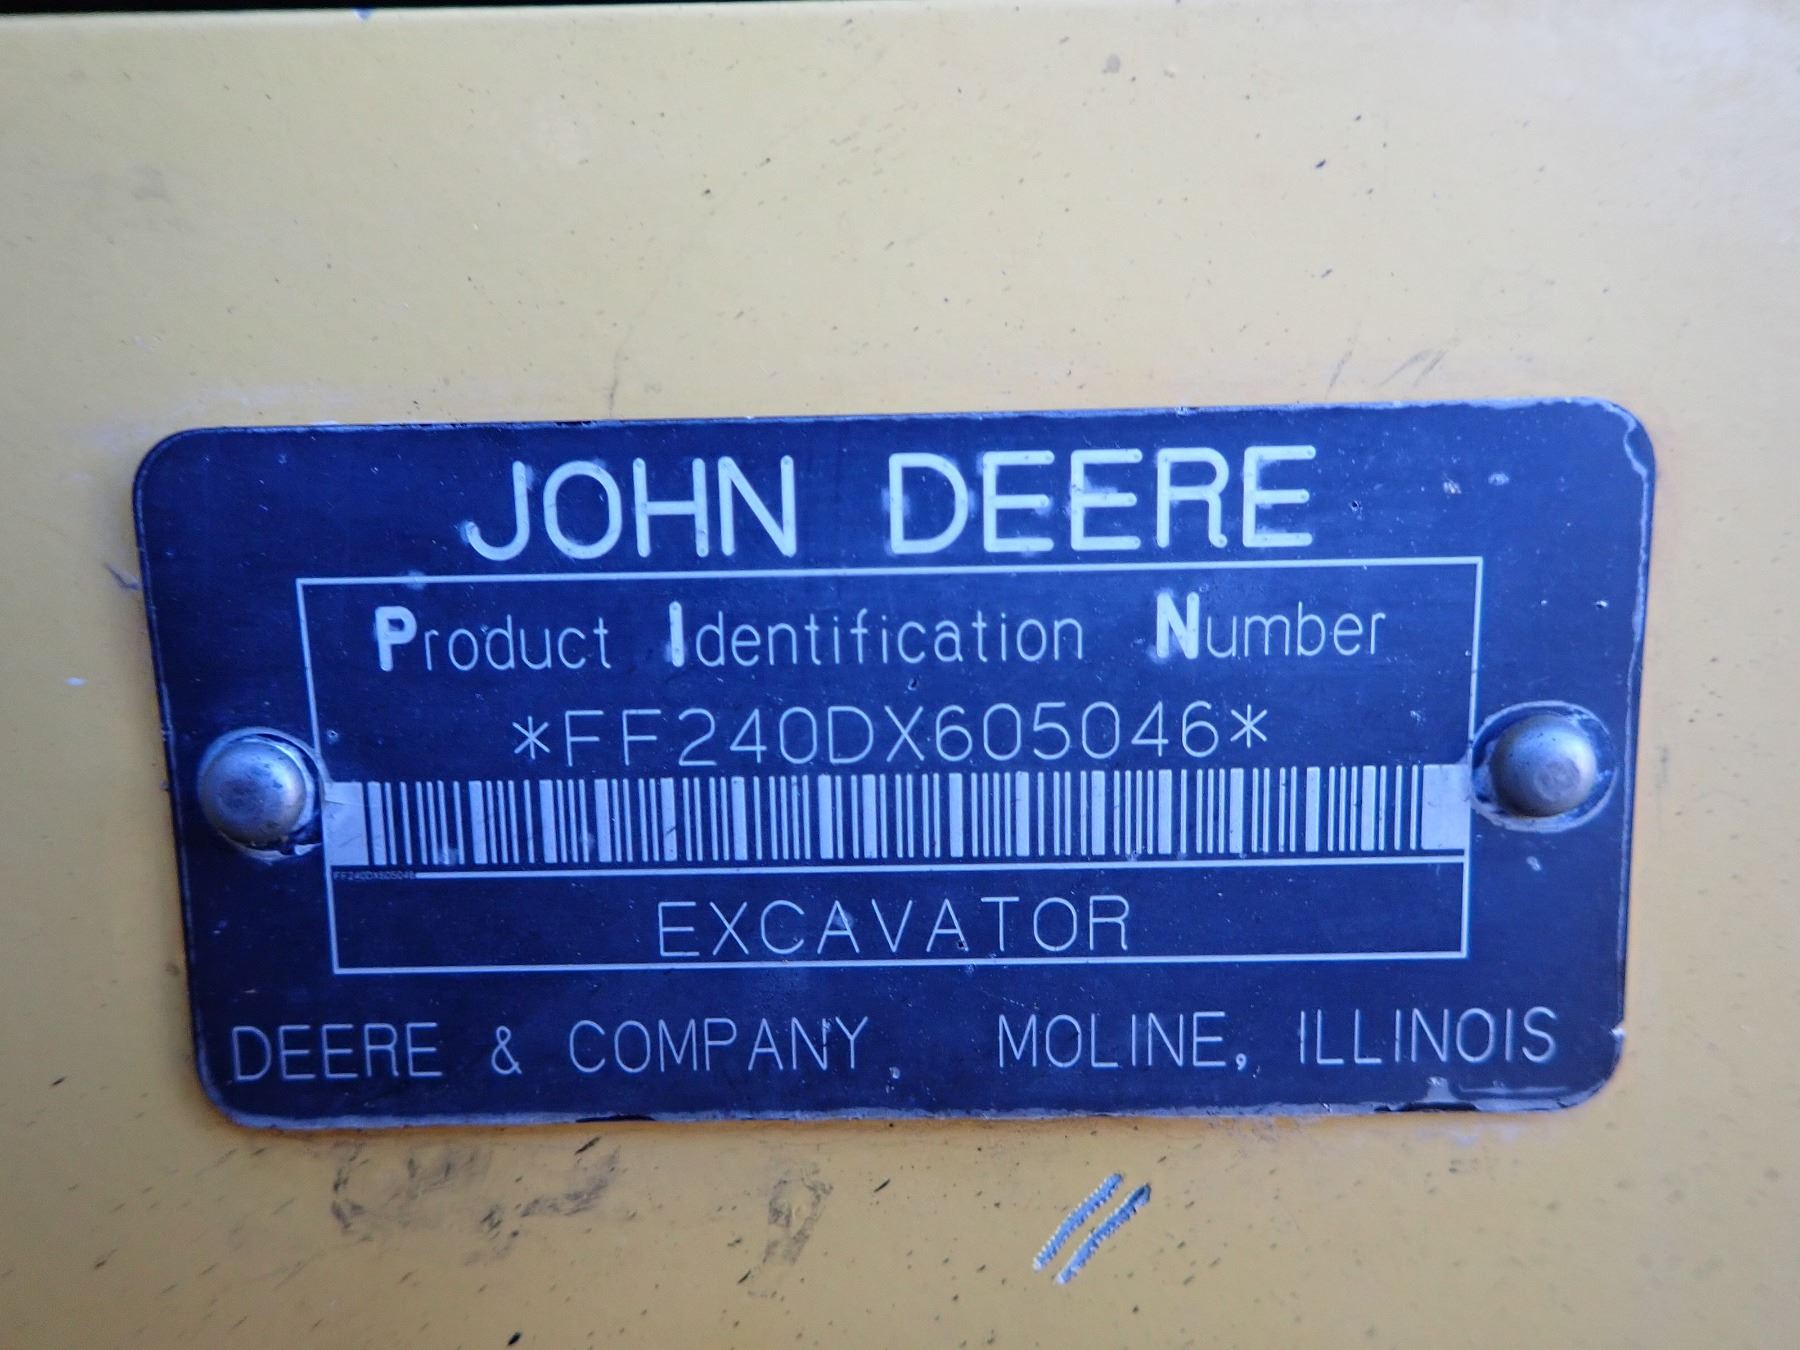 JOHN DEERE
Product Identification Number
*FF240DX605046*
FF240DX605046
EXCAVATOR
DEERE & COMPANY, MOLINE, ILLINOIS